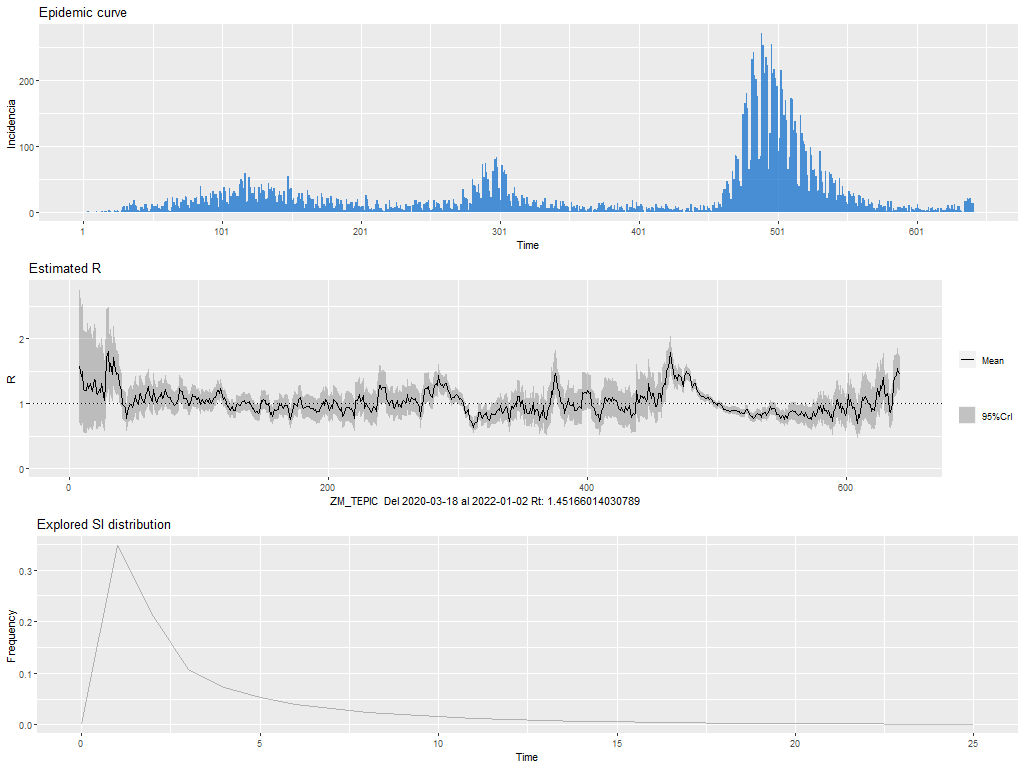 Epidemic curve
Incidencia
200
100
0
1
101
201
301
401
501
601
Time
Estimated R
R
2
1
0
0
200
400
600
ZM_TEPIC Del 2020-03-18 al 2022-01-02 Rt: 1.45166014030789
Mean
95%CrI
Explored SI distribution
Frequency
0.3
0.2
0.1
0.0
0
5
10
15
20
25
Time